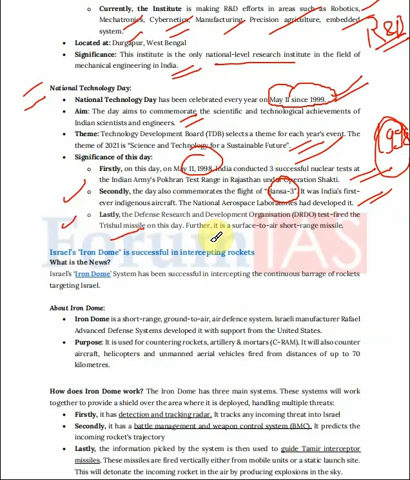 Currently, the Institute is making R&D efforts in areas such as Robotics,
Mechatronics, Cybernetics, Manufacturing, Precision agriculture, embedded
system.
Located at: Durgapur, West Bengal
Significance: This institute is the only national-level research institute in the field of
mechanical engineering in India.
R&D
National Technology Day:
National Technology Day has been celebrated every year on May 11 since 1999.
Aim: The day aims to commemorate the scientific and technological achievements of
Indian scientists and engineers.
1998
Theme: Technology Development Board (TDB) selects a theme for each year's event. The
theme of 2021 is "Science and Technology for a Sustainable Future".
Significance of this day:
Firstly, on this day, on May 11, 1998, India conducted 3 successful nuclear tests at
the Indian Army's Pokhran Test Range in Rajasthan under Operation Shakti.
Secondly, the day also commemorates the flight of "Hansa-3". It was India's first-
ever indigenous aircraft. The National Aerospace Laboratories had developed it.
Lastly, the Defense Research and Development Organisation (DRDO) test-fired the
Trishul missile on this day. Further, it is a surface-to-air short-range missile.
Forum IAS
Israel's "Iron Dome" is successful in intercepting rockets
What is the News?
Israel's 'Iron Dome' System has been successful in intercepting the continuous barrage of rockets
targeting Israel.
About Iron Dome:
Iron Dome is a short-range, ground-to-air, air defence system. Israeli manufacturer Rafael
Advanced Defense Systems developed it with support from the United States.
Purpose: It is used for countering rockets, artillery & mortars (C-RAM). It will also counter
aircraft, helicopters and unmanned aerial vehicles fired from distances of up to 70
kilometres.
How does Iron Dome work? The Iron Dome has three main systems. These systems will work
together to provide a shield over the area where it is deployed, handling multiple threats:
Firstly, it has detection and tracking radar. It tracks any incoming threat into Israel
Secondly, it has a battle management and weapon control system (BMC). It predicts the
incoming rocket's trajectory
Lastly, the information picked by the system is then used to guide Tamir interceptor
missiles. These missiles are fired vertically either from mobile units or a static launch site.
This will detonate the incoming rocket in the air by producing explosions in the sky.